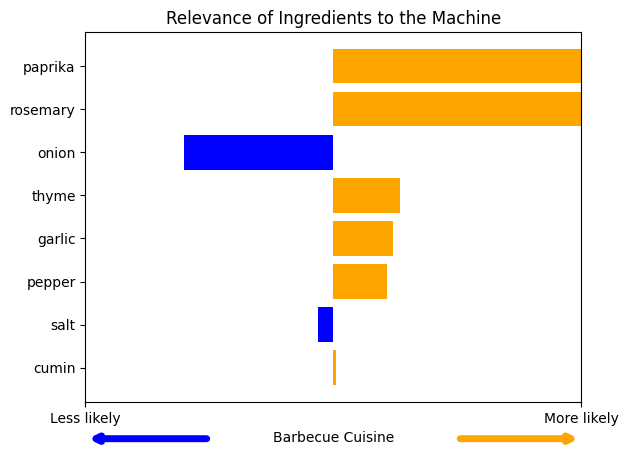 Relevance of Ingredients to the Machine
paprika
rosemary
onion
thyme
garlic
pepper
salt
cumin
Less likely
More likely
Barbecue Cuisine